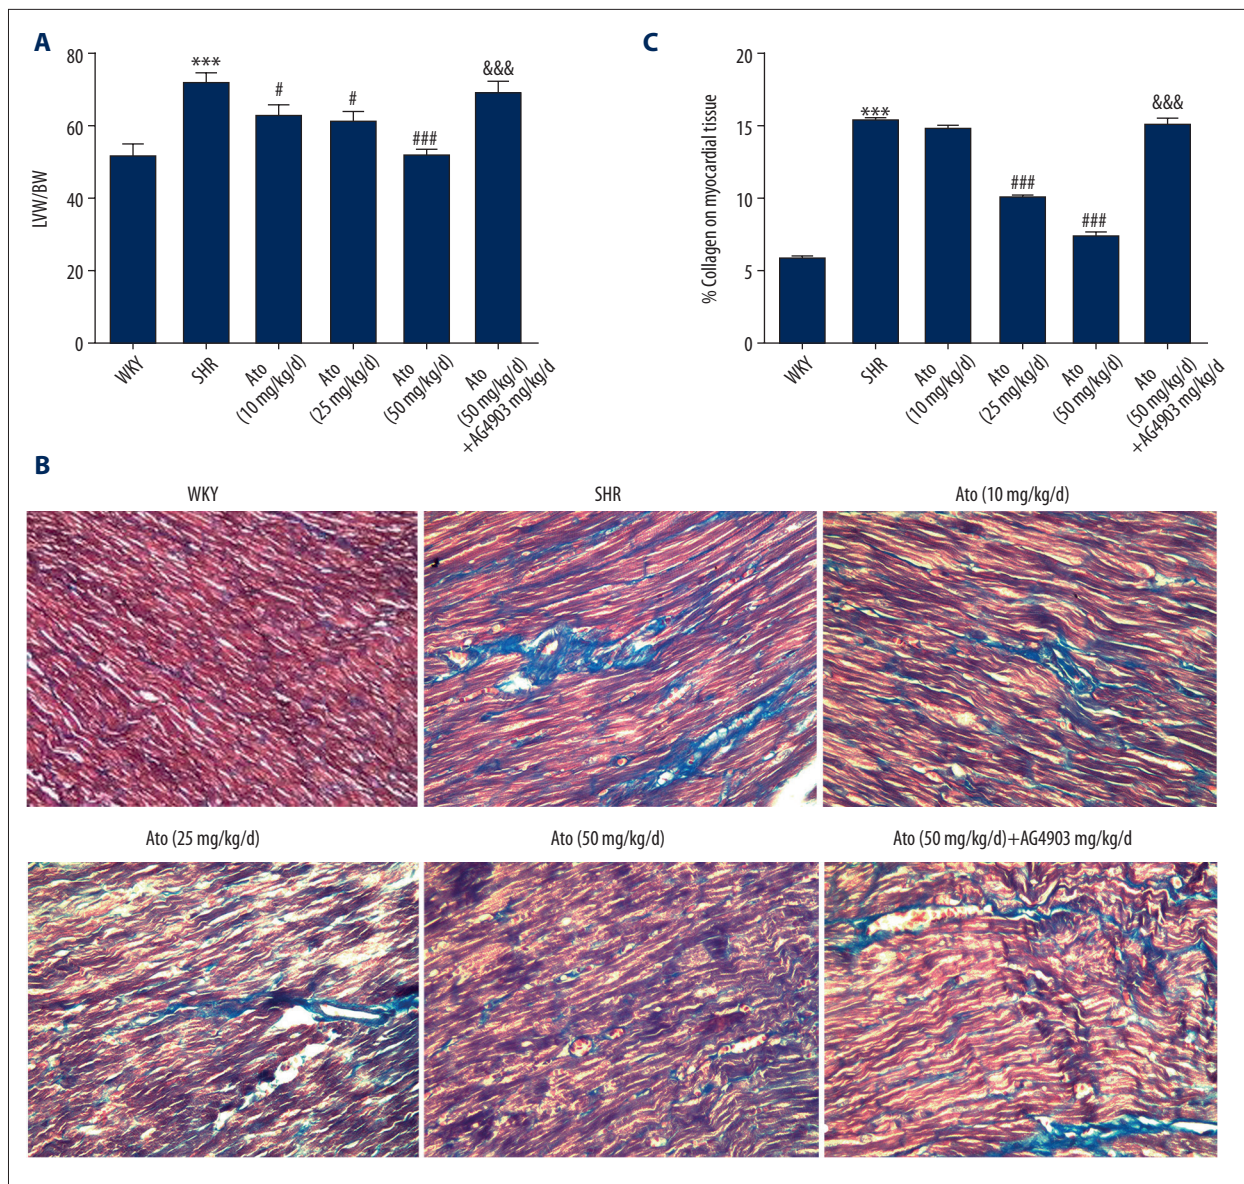 A
80
60
40
20
0
LVW/BW
***
#
#
###
&&&
WKY
SHR
Ato
(10 mg/kg/d)
Ato
(25 mg/kg/d)
Ato
(50 mg/kg/d)
Ato
(50 mg/kg/d)
+AG4903 mg/kg/d
C
20
15
10
5
0
% Collagen on myocardial tissue
***
###
###
&&&
WKY
SHR
Ato
(10 mg/kg/d)
Ato
(25 mg/kg/d)
Ato
(50 mg/kg/d)
Ato
(50 mg/kg/d)
+AG4903 mg/kg/d
B
WKY
SHR
Ato (10 mg/kg/d)
Ato (25 mg/kg/d)
Ato (50 mg/kg/d)
Ato (50 mg/kg/d)+AG4903 mg/kg/d